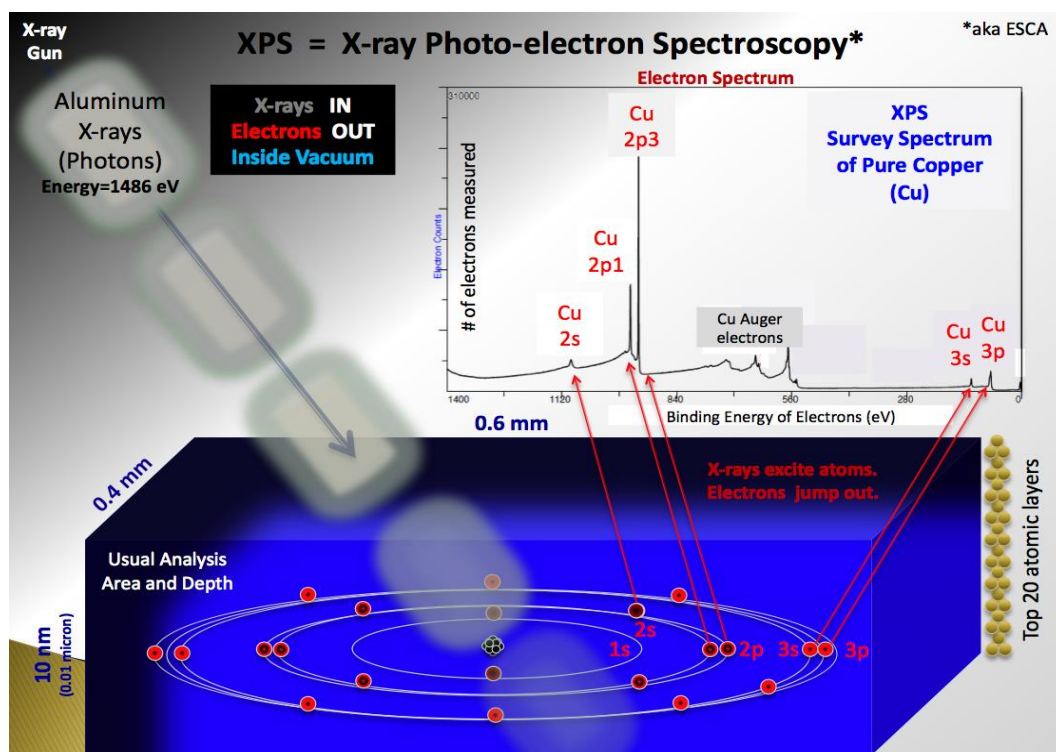 X-ray
Gun
XPS = X-ray Photo-electron Spectroscopy*
*aka ESCA
Aluminum
X-rays
(Photons)
Energy=1486 eV
X-rays IN
Electrons OUT
Inside Vacuum
Electron Spectrum
310000
Cu
2p3
XPS
Survey Spectrum
of Pure Copper
(Cu)
Electron Counts
# of electrons measured
Cu
2p1
Cu
2s
Cu Auger
electrons
Cu
3s
Cu
3p
1400
1120
840
560
280
0
Binding Energy of Electrons (eV)
0.6 mm
0.4 mm
X-rays excite atoms.
Electrons jump out.
Usual Analysis
Area and Depth
10 nm
(0.01 micron)
Top 20 atomic layers
2s
1s
2p
3s
3p